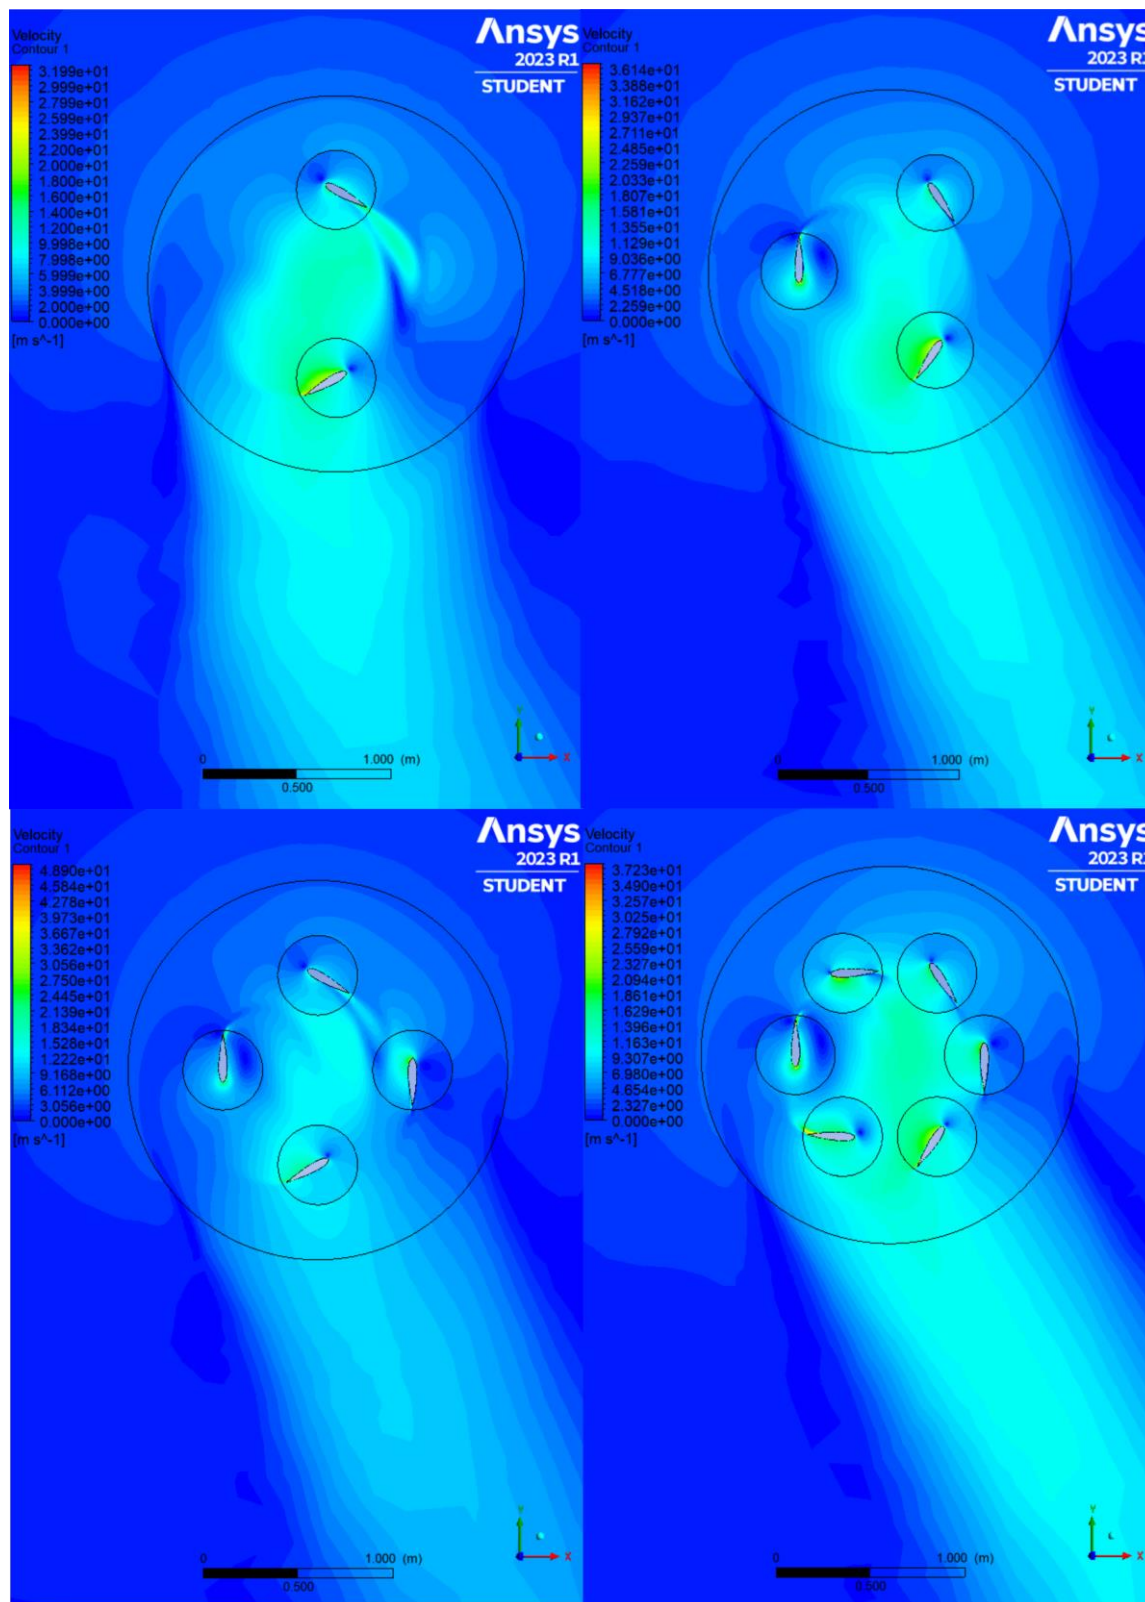 Velocity
Contour 1
3.199e+01
2.999e+01
2.799e+01
2.599e+01
2.399e+01
2.200e+01
2.000e+01
1.800e+01
1.600e+01
1.400e+01
1.200e+01
9.998e+00
7.998e+00
5.999e+00
3.999e+00
2.000e+00
0.000e+00
[m s^-1]
Ansys
2023 R1
STUDENT
0
1.000 (m)
0.500
Y
X
Velocity
Contour 1
3.614e+01
3.388e+01
3.162e+01
2.937e+01
2.711e+01
2.485e+01
2.259e+01
2.033e+01
1.807e+01
1.581e+01
1.355e+01
1.129e+01
9.036e+00
6.777e+00
4.518e+00
2.259e+00
0.000e+00
[m s^-1]
Ansys
2023 R1
STUDENT
0
1.000 (m)
0.500
Y
X
Velocity
Contour 1
4.890e+01
4.584e+01
4.278e+01
3.973e+01
3.667e+01
3.362e+01
3.056e+01
2.750e+01
2.445e+01
2.139e+01
1.834e+01
1.528e+01
1.222e+01
9.168e+00
6.112e+00
3.056e+00
0.000e+00
[m s^-1]
Ansys
2023 R1
STUDENT
0
1.000 (m)
0.500
Y
X
Velocity
Contour 1
3.723e+01
3.490e+01
3.257e+01
3.025e+01
2.792e+01
2.559e+01
2.327e+01
2.094e+01
1.861e+01
1.629e+01
1.396e+01
1.163e+01
9.307e+00
6.980e+00
4.654e+00
2.327e+00
0.000e+00
[m s^-1]
Ansys
2023 R1
STUDENT
0
1.000 (m)
0.500
Y
X